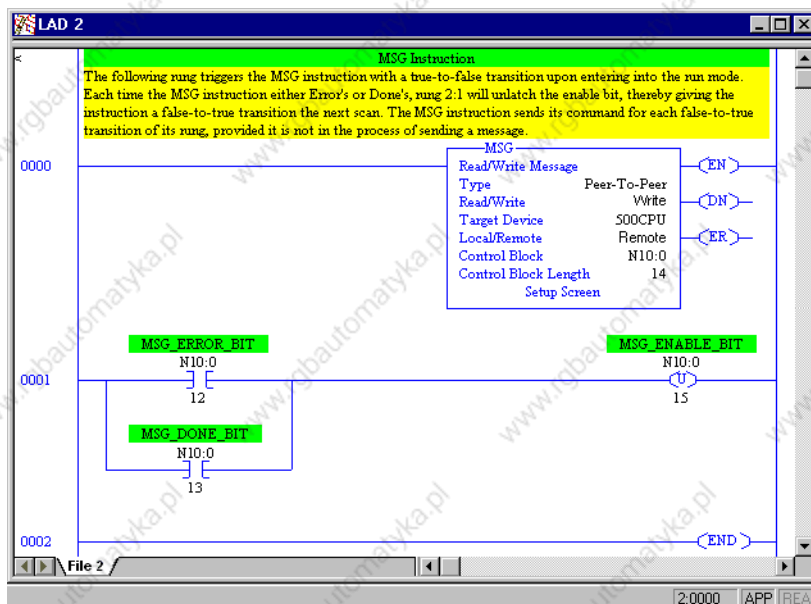 LAD 2
MSG Instruction
The following rung triggers the MSG instruction with a true-to-false transition upon entering into the run mode.
Each time the MSG instruction either Error's or Done's, rung 2:1 will unlatch the enable bit, thereby giving the
instruction a false-to-true transition the next scan. The MSG instruction sends its command for each false-to-true
transition of its rung, provided it is not in the process of sending a message.
0000
MSG
Read/Write Message
Type Peer-To-Peer
Read/Write Write
Target Device 500CPU
Local/Remote Remote
Control Block N10:0
Control Block Length 14
Setup Screen
EN
DN
ER
MSG_ERROR_BIT
N10:0
12
MSG_ENABLE_BIT
N10:0
U
15
0001
MSG_DONE_BIT
N10:0
13
0002
END
File 2
2:0000 APP REA
www.rgbautomatyka.pl